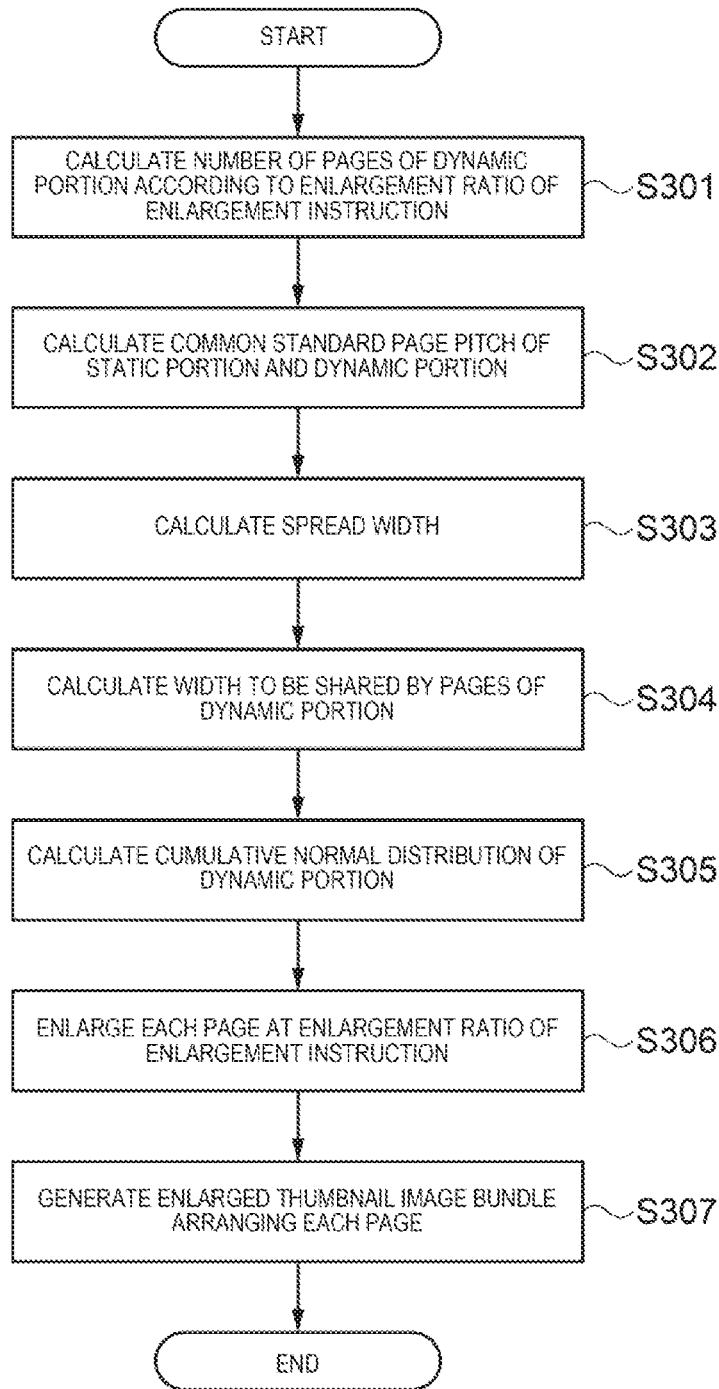 START
CALCULATE NUMBER OF PAGES OF DYNAMIC
PORTION ACCORDING TO ENLARGEMENT RATIO OF
ENLARGEMENT INSTRUCTION
S301
CALCULATE COMMON STANDARD PAGE PITCH OF
STATIC PORTION AND DYNAMIC PORTION
S302
CALCULATE SPREAD WIDTH
S303
CALCULATE WIDTH TO BE SHARED BY PAGES OF
DYNAMIC PORTION
S304
CALCULATE CUMULATIVE NORMAL DISTRIBUTION OF
DYNAMIC PORTION
S305
ENLARGE EACH PAGE AT ENLARGEMENT RATIO OF
ENLARGEMENT INSTRUCTION
S306
GENERATE ENLARGED THUMBNAIL IMAGE BUNDLE
ARRANGING EACH PAGE
S307
END